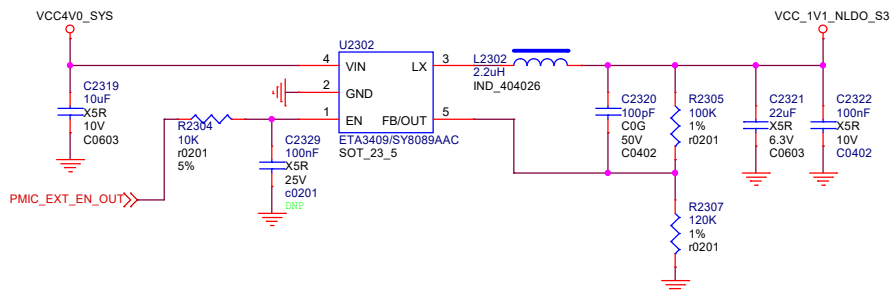 VCC4V0_SYS
VCC_1V1_NLDO_S3
U2302
4 VIN LX 3
2 GND
1 EN FB/OUT 5
ETA3409/SY8089AAC
SOT_23_5
L2302
2.2uH
IND_404026
C2319
10uF
X5R
10V
C0603
R2304
10K
r0201
5%
C2329
100nF
X5R
25V
c0201
DNP
PMIC_EXT_EN_OUT
C2320
100pF
C0G
50V
C0402
R2305
100K
1%
r0201
C2321
22uF
X5R
6.3V
C0603
C2322
100nF
X5R
10V
C0402
R2307
120K
1%
r0201